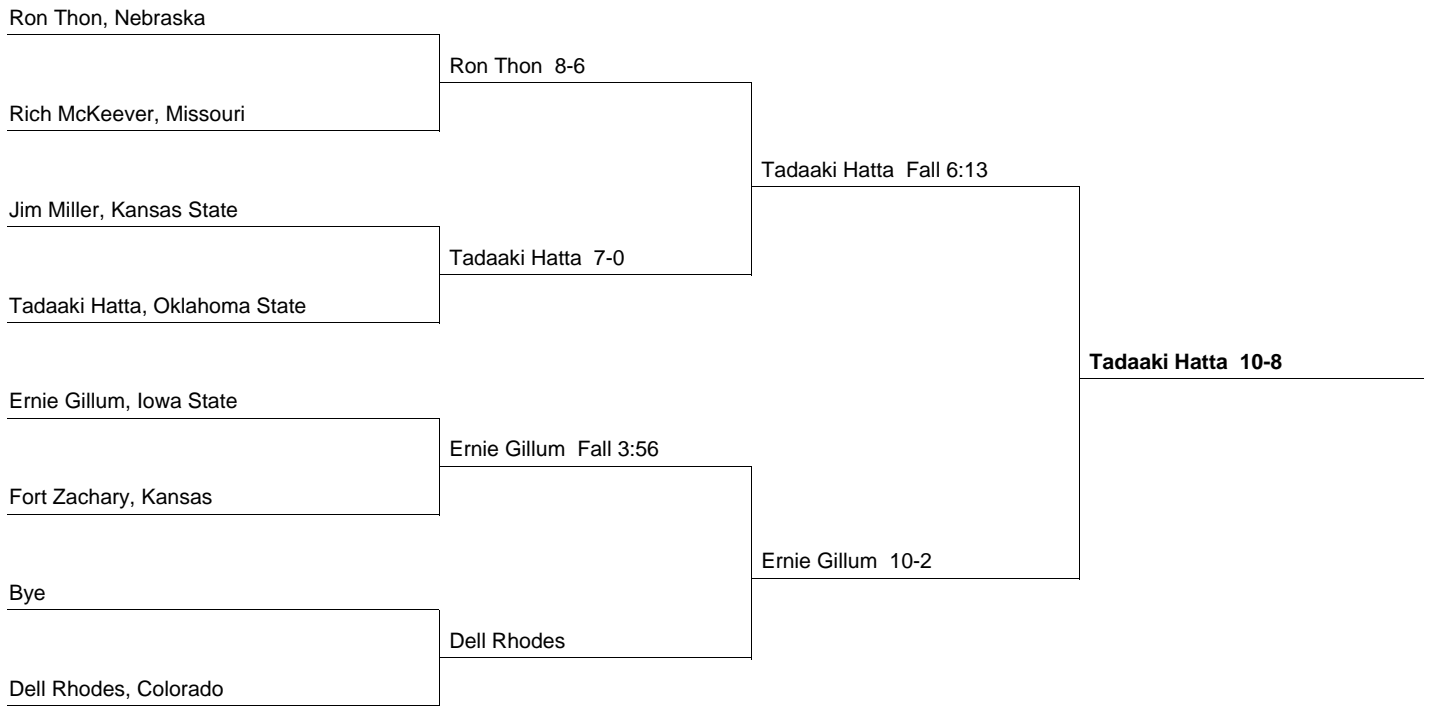 Ron Thon, Nebraska
Ron Thon  8-6
Rich McKeever, Missouri
Tadaaki Hatta  Fall 6:13
Jim Miller, Kansas State
Tadaaki Hatta  7-0
Tadaaki Hatta, Oklahoma State
Tadaaki Hatta  10-8
Ernie Gillum, Iowa State
Ernie Gillum  Fall 3:56
Fort Zachary, Kansas
Ernie Gillum  10-2
Bye
Dell Rhodes
Dell Rhodes, Colorado